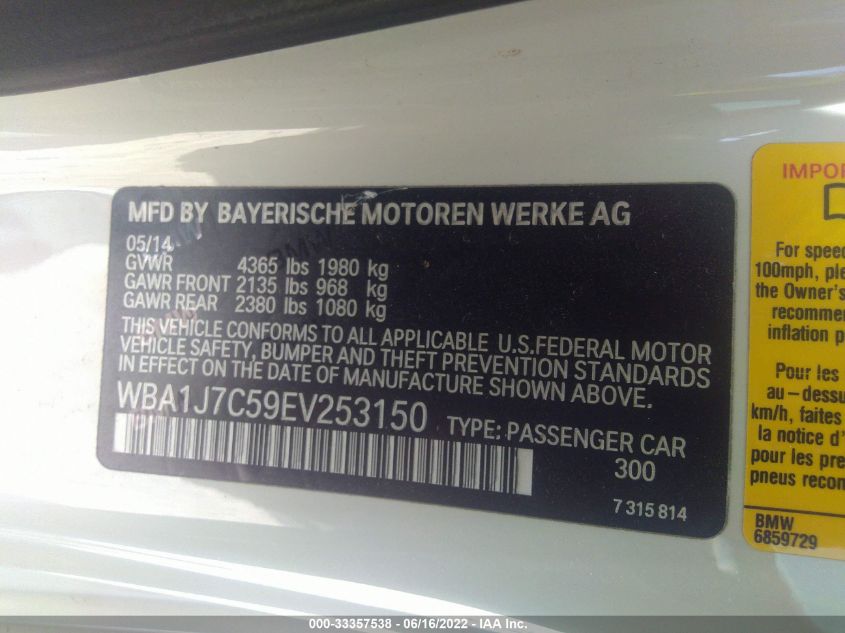 MFD BY BAYERISCHE MOTOREN WERKE AG
05/14
GVWR 4365 lbs 1980 kg
GAWR FRONT 2135 lbs 968 kg
GAWR REAR 2380 lbs 1080 kg
THIS VEHICLE CONFORMS TO ALL APPLICABLE U.S.FEDERAL MOTOR
VEHICLE SAFETY, BUMPER AND THEFT PREVENTION STANDARDS
IN EFFECT ON THE DATE OF MANUFACTURE SHOWN ABOVE.
WBA1J7C59EV253150 TYPE: PASSENGER CAR
300
7 315 814
IMPOR
For speed
100mph, ple
the Owner's
recommen
inflation p
Pour les
au-dessu
km/h, faites
la notice d'
pour les pre
pneus recom
BMW
6859729
000-33357538 - 06/16/2022 - IAA Inc.